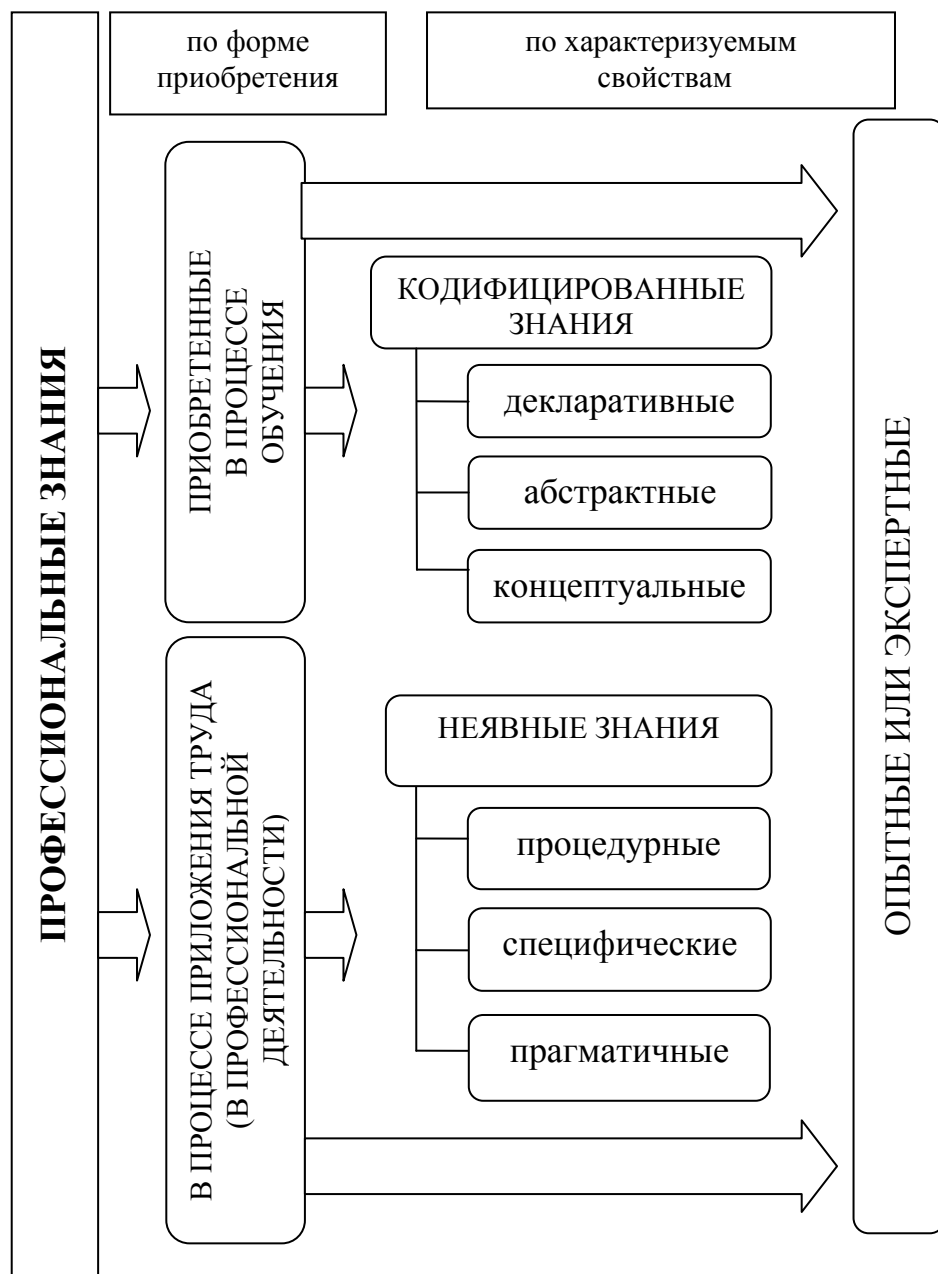 ПРОФЕССИОНАЛЬНЫЕ ЗНАНИЯ
по форме
приобретения
по характеризуемым
свойствам
ПРИОБРЕТЕННЫЕ
В ПРОЦЕССЕ
ОБУЧЕНИЯ
КОДИФИЦИРОВАННЫЕ
ЗНАНИЯ
декларативные
абстрактные
концептуальные
В ПРОЦЕССЕ ПРИЛОЖЕНИЯ ТРУДА
(В ПРОФЕССИОНАЛЬНОЙ
ДЕЯТЕЛЬНОСТИ)
НЕЯВНЫЕ ЗНАНИЯ
процедурные
специфические
прагматичные
ОПЫТНЫЕ ИЛИ ЭКСПЕРТНЫЕ